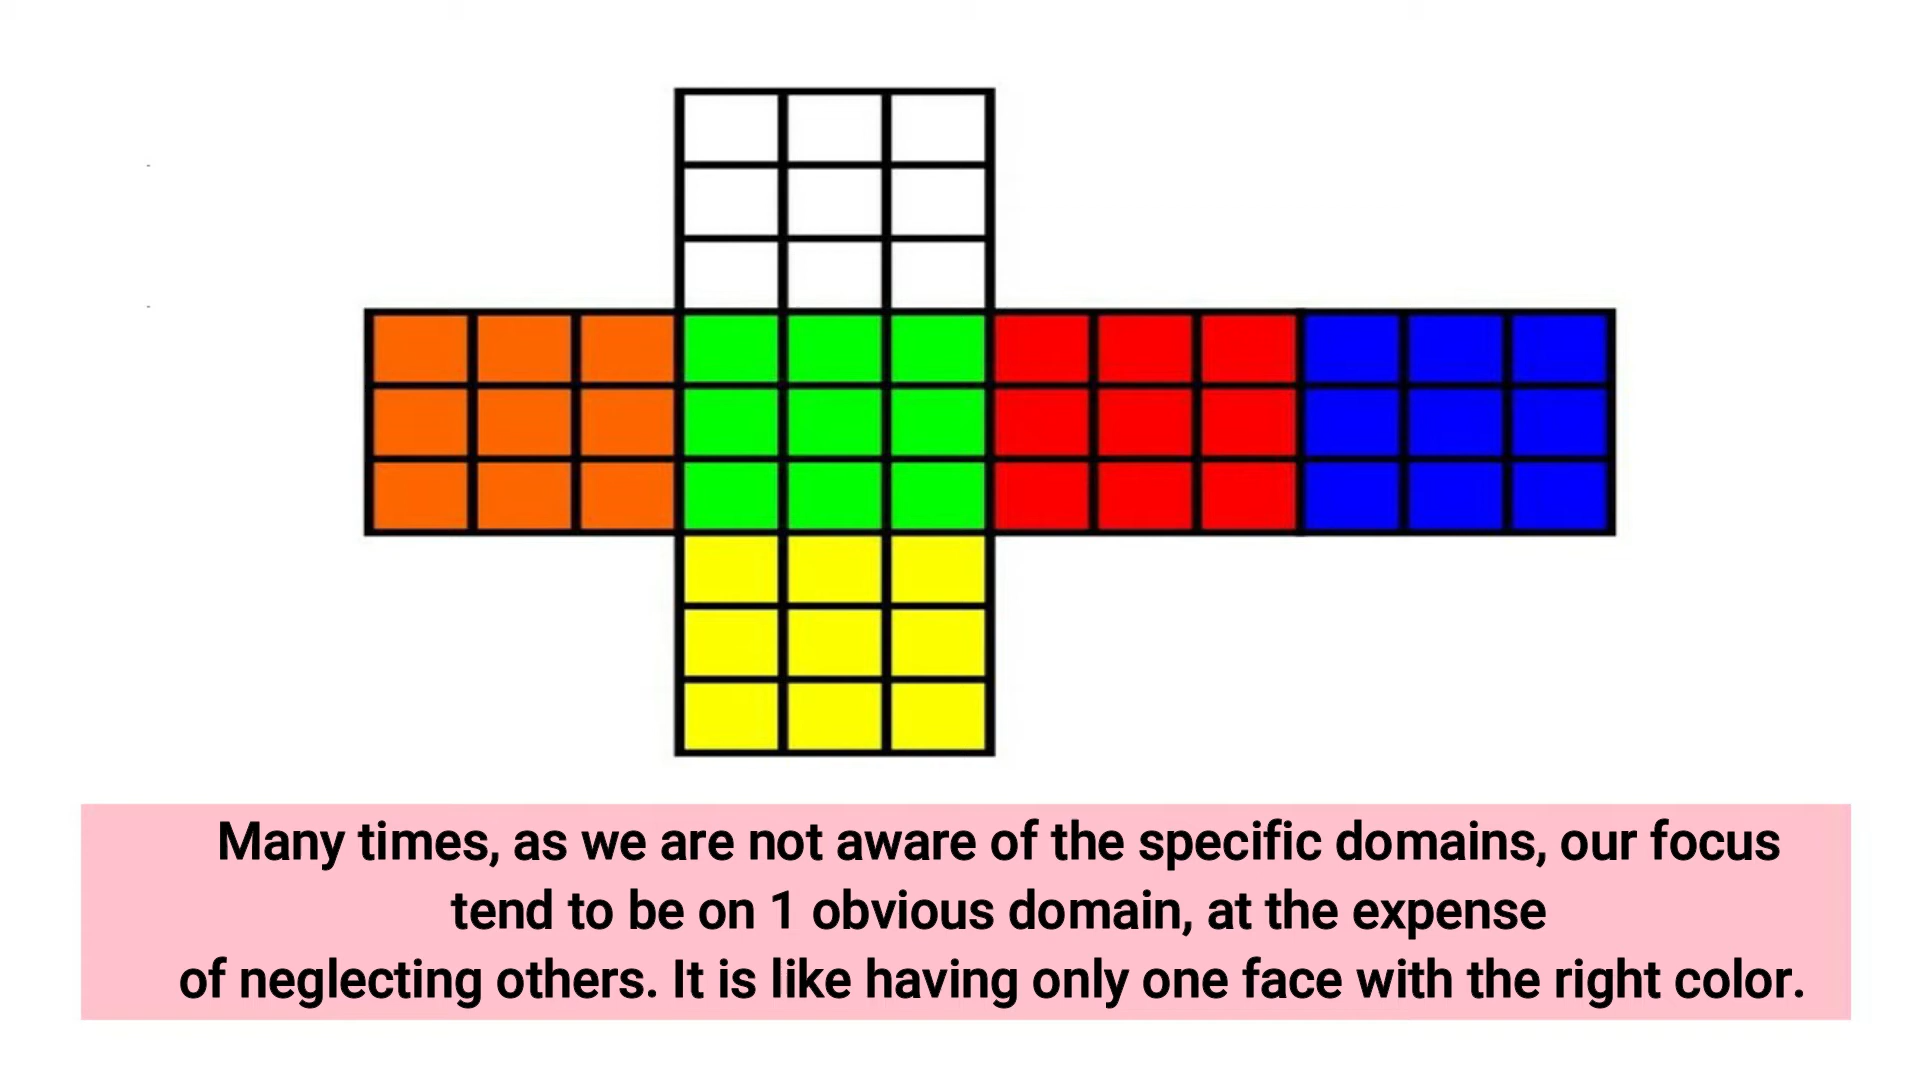 Many times, as we are not aware of the specific domains, our focus
tend to be on 1 obvious domain, at the expense
of neglecting others. It is like having only one face with the right color.